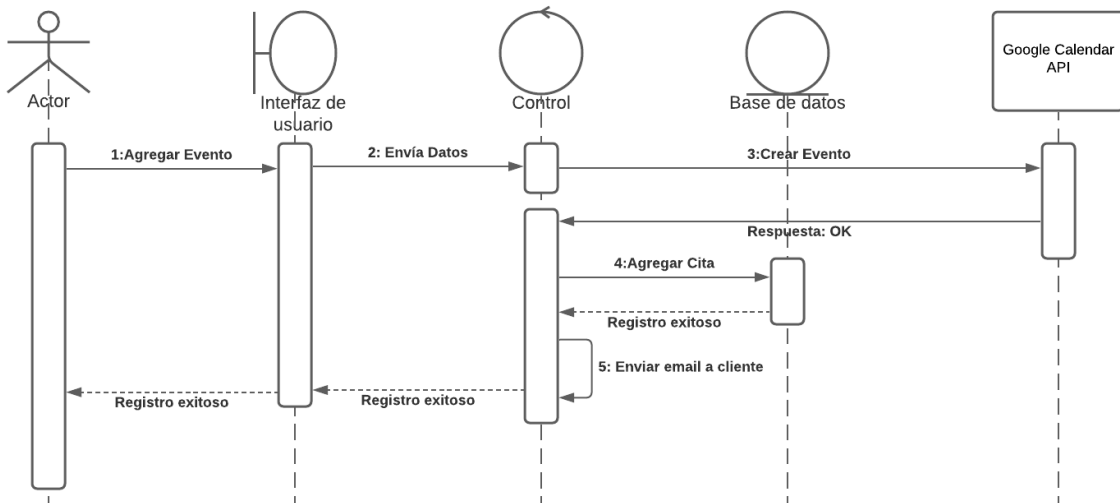 Actor
Interfaz de
usuario
Control
Base de datos
Google Calendar
API
1:Agregar Evento
2: Envía Datos
3:Crear Evento
Respuesta: OK
4:Agregar Cita
Registro exitoso
5: Enviar email a cliente
Registro exitoso
Registro exitoso